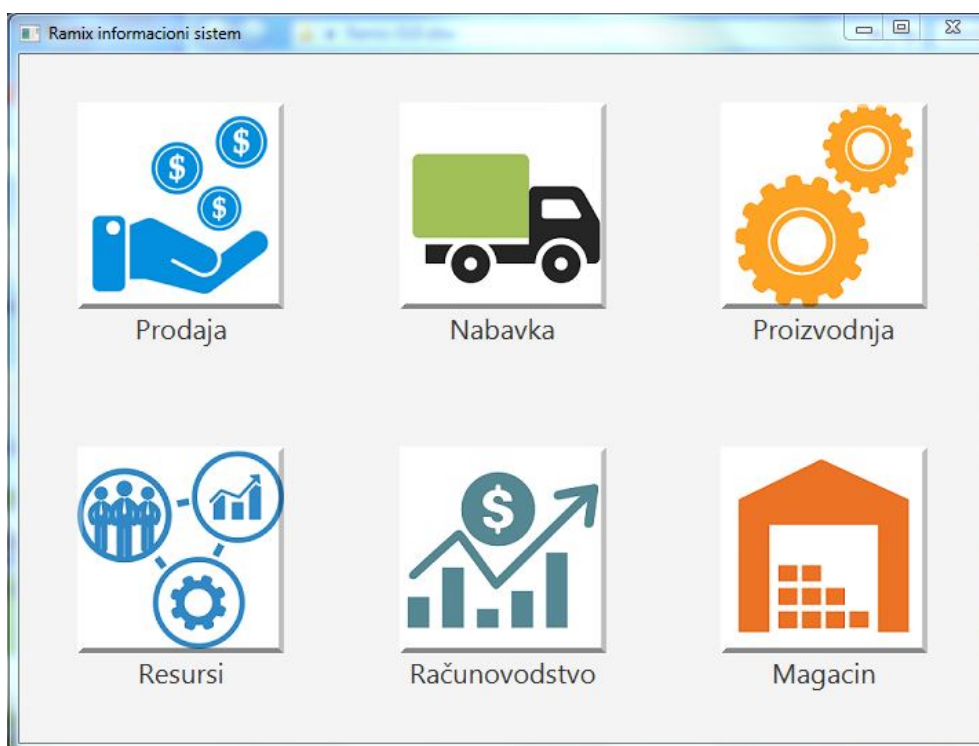 Ramix informacioni sistem
$
$
$
Prodaja
Nabavka
Proizvodnja
$
Resursi
Računovodstvo
Magacin